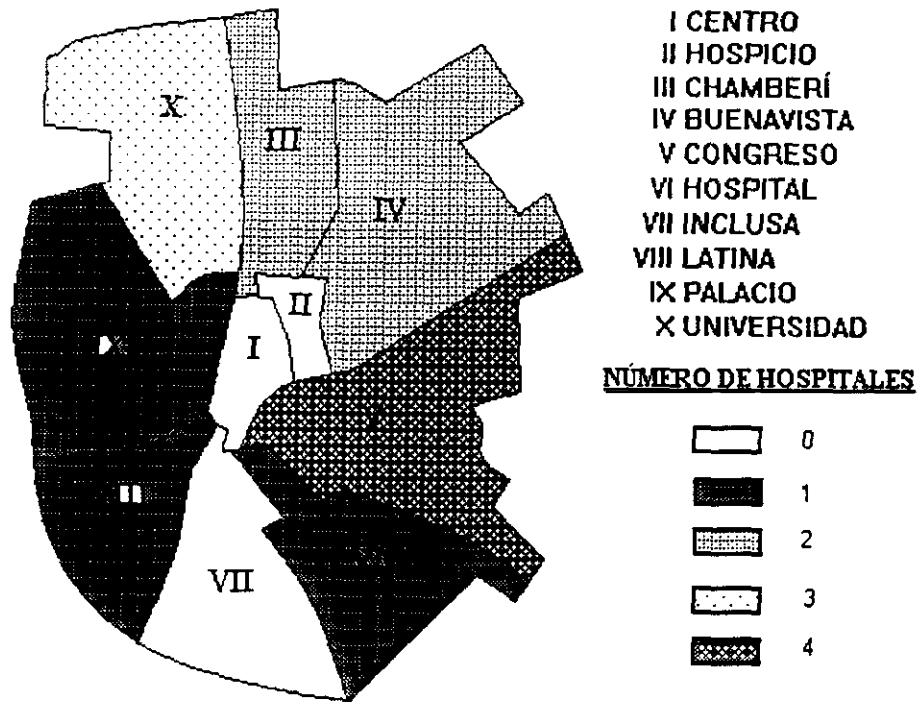 I CENTRO
II HOSPICIO
III CHAMBERÍ
IV BUENAVISTA
V CONGRESO
VI HOSPITAL
VII INCLUSA
VIII LATINA
IX PALACIO
X UNIVERSIDAD
NÚMERO DE HOSPITALES
0
1
2
3
4
X
III
IV
II
I
VII